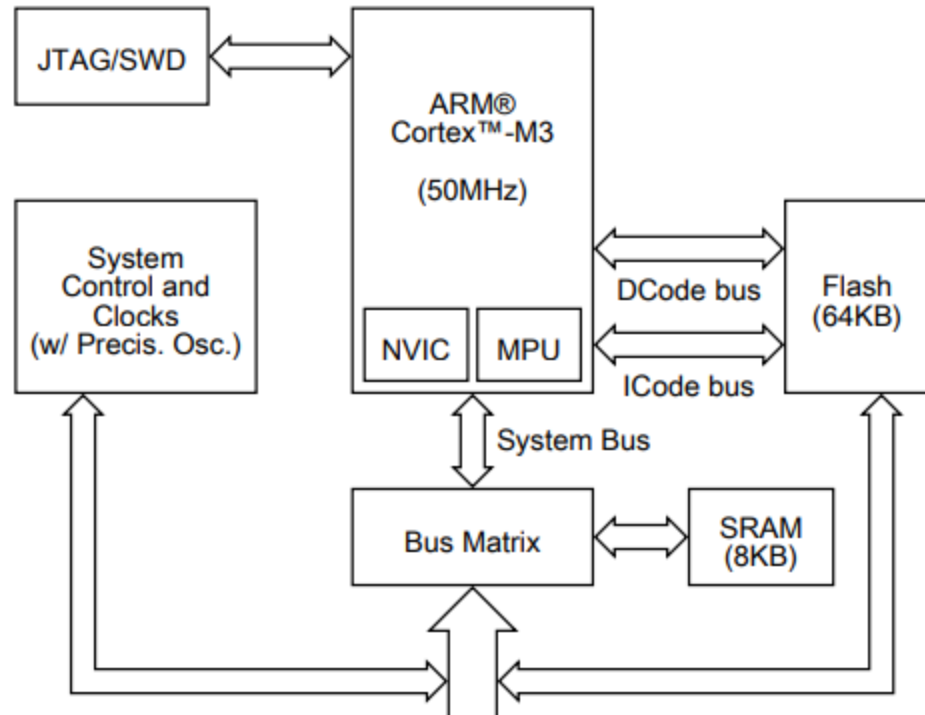 JTAG/SWD
ARM®
Cortex™-M3
(50MHz)
System
Control and
Clocks
(w/ Precis. Osc.)
DCode bus
Flash
(64KB)
NVIC
MPU
ICode bus
System Bus
Bus Matrix
SRAM
(8KB)